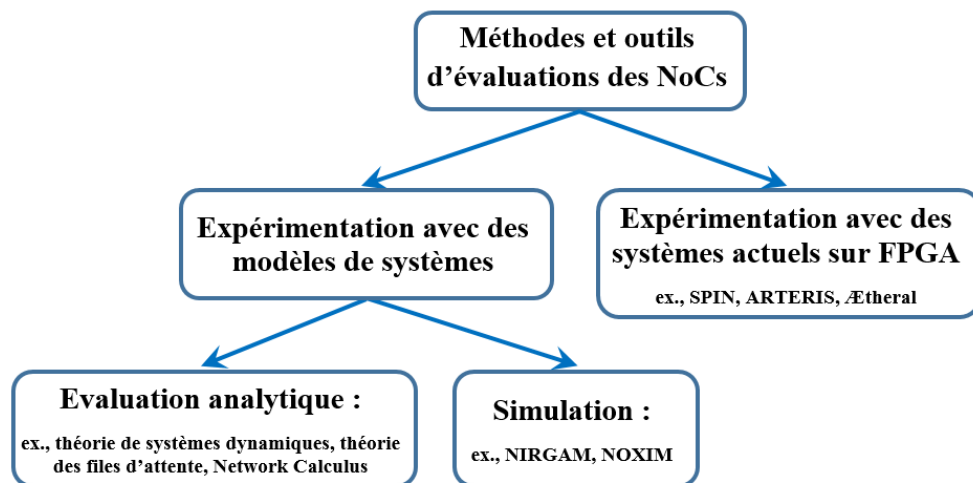 Méthodes et outils
d’évaluations des NoCs
Expérimentation avec des
modèles de systèmes
Expérimentation avec des
systèmes actuels sur FPGA
ex., SPIN, ARTERIS, Ætheral
Evaluation analytique :
ex., théorie de systèmes dynamiques, théorie
des files d’attente, Network Calculus
Simulation :
ex., NIRGAM, NOXIM